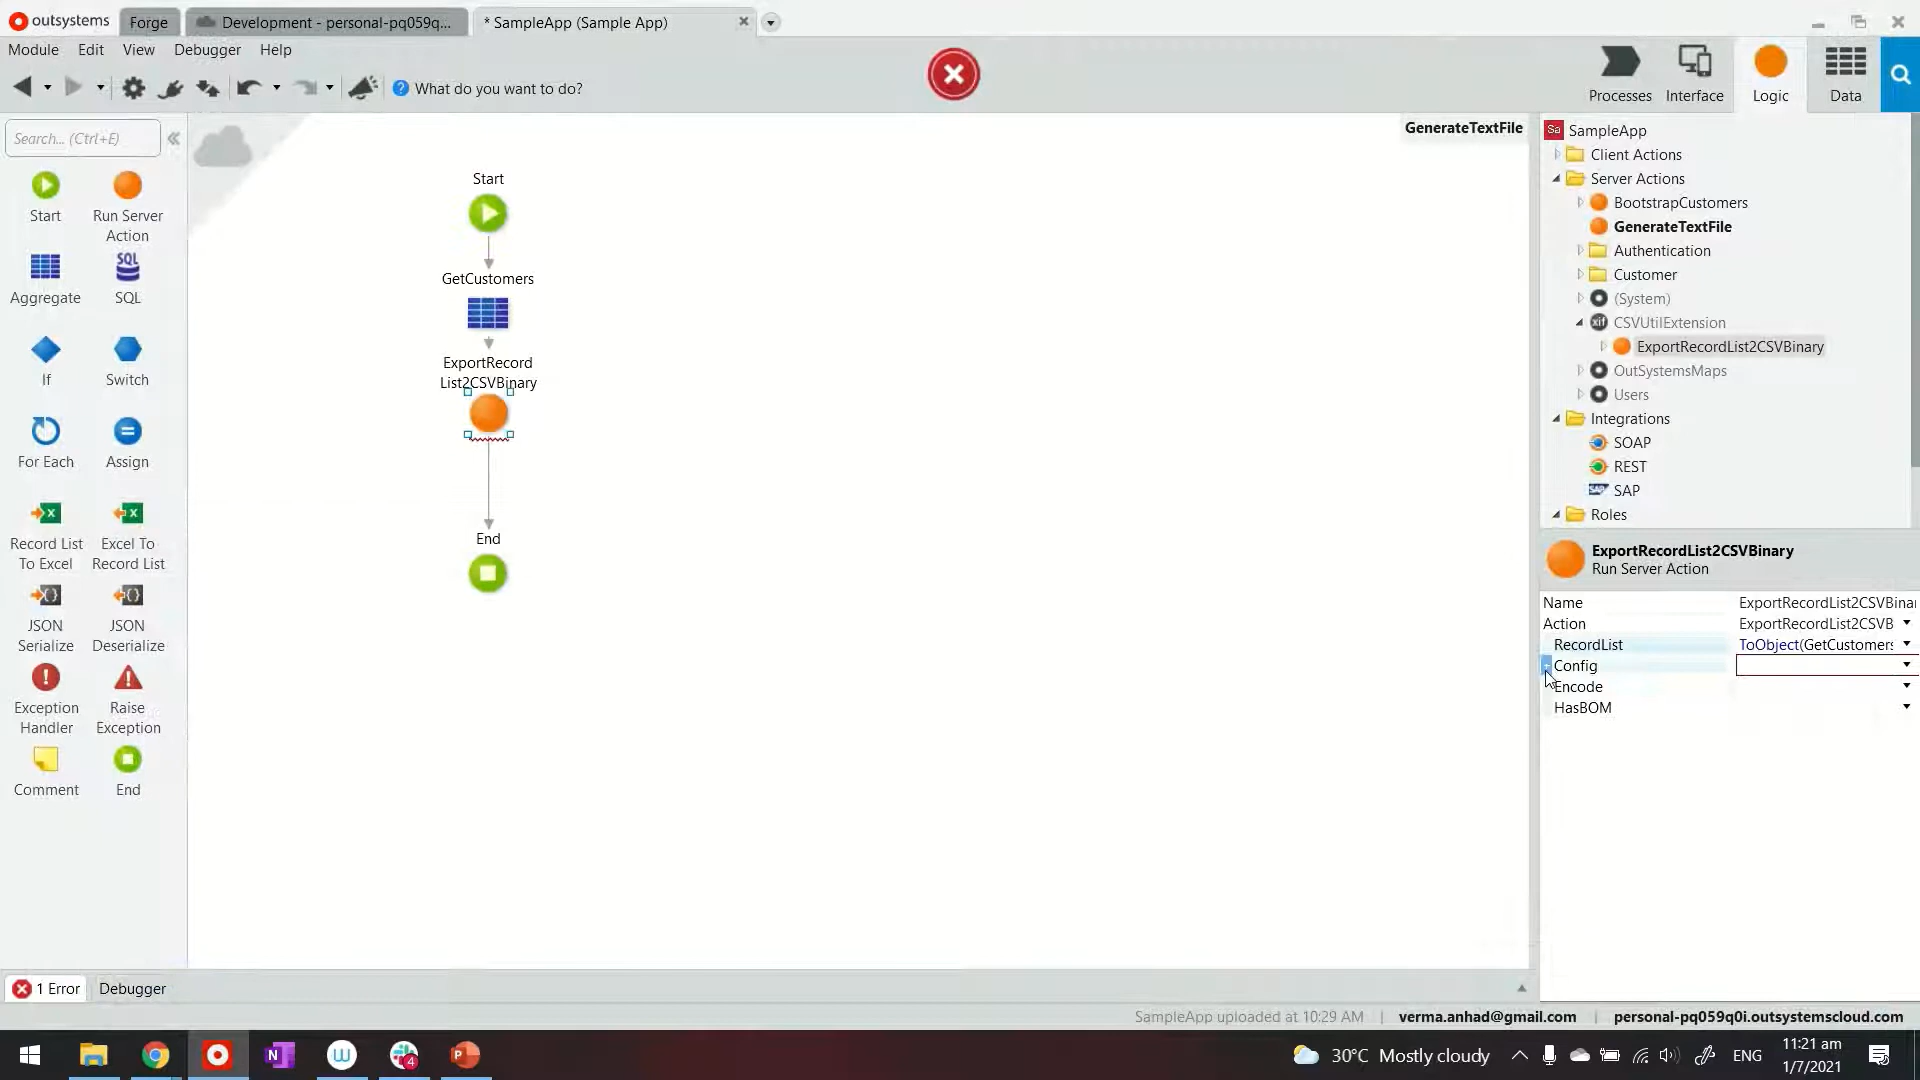 outsystems
Forge
Development - personal-pq059q...
* SampleApp (Sample App)
Module
Edit
View
Debugger
Help
What do you want to do?
Processes
Interface
Logic
Data
Search... (Ctrl+E)
Start
Run Server
Action
Aggregate
SQL
SQL
If
Switch
For Each
Assign
Record List
To Excel
Excel To
Record List
JSON
Serialize
JSON
Deserialize
Exception
Handler
Raise
Exception
Comment
End
GenerateTextFile
Start
GetCustomers
ExportRecord
List2CSVBinary
End
Sa
SampleApp
Client Actions
Server Actions
BootstrapCustomers
GenerateTextFile
Authentication
Customer
(System)
xif
CSVUtilExtension
ExportRecordList2CSVBinary
OutSystemsMaps
Users
Integrations
SOAP
REST
SAP
SAP
Roles
ExportRecordList2CSVBinary
Run Server Action
Name
ExportRecordList2CSVBinar
Action
ExportRecordList2CSVB
RecordList
ToObject(GetCustomers
Config
Encode
HasBOM
1 Error
Debugger
SampleApp uploaded at 10:29 AM
verma.anhad@gmail.com
personal-pq059q0i.outsystemscloud.com
4
30°C Mostly cloudy
ENG
11:21 am
1/7/2021